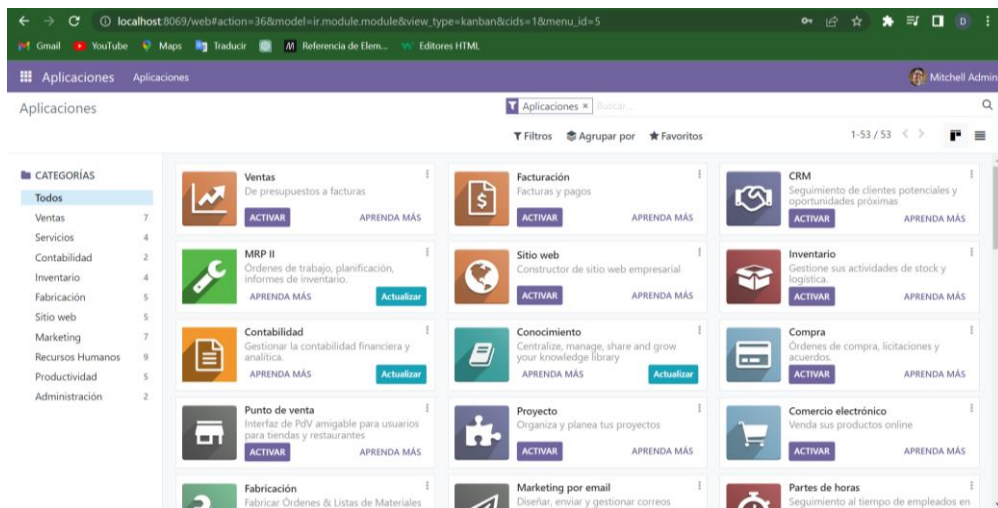 localhost:8069/web#action=36&model=ir.module.module&view_type=kanban&cids=1&menu_id=5
D
Gmail YouTube Maps Traducir Referencia de Elem... Editores HTML
Aplicaciones Aplicaciones Mitchell Admin
Aplicaciones Aplicaciones × Buscar...
Filtros Agrupar por Favoritos 1-53 / 53
CATEGORÍAS
Todos
Ventas 7
Servicios 4
Contabilidad 2
Inventario 4
Fabricación 5
Sitio web 5
Marketing 7
Recursos Humanos 9
Productividad 5
Administración 2
Ventas
De presupuestos a facturas
ACTIVAR APRENDA MÁS
Facturación
Facturas y pagos
ACTIVAR APRENDA MÁS
CRM
Seguimiento de clientes potenciales y
oportunidades próximas
ACTIVAR APRENDA MÁS
MRP II
Órdenes de trabajo, planificación,
informes de inventario.
APRENDA MÁS Actualizar
Sitio web
Constructor de sitio web empresarial
ACTIVAR APRENDA MÁS
Inventario
Gestione sus actividades de stock y
logística.
ACTIVAR APRENDA MÁS
Contabilidad
Gestionar la contabilidad financiera y
analítica.
APRENDA MÁS Actualizar
Conocimiento
Centralize, manage, share and grow
your knowledge library
APRENDA MÁS Actualizar
Compra
Órdenes de compra, licitaciones y
acuerdos.
ACTIVAR APRENDA MÁS
Punto de venta
Interfaz de PdV amigable para usuarios
para tiendas y restaurantes
ACTIVAR APRENDA MÁS
Proyecto
Organiza y planea tus proyectos
ACTIVAR APRENDA MÁS
Comercio electrónico
Venda sus productos online
ACTIVAR APRENDA MÁS
Fabricación
Fabricar Órdenes & Listas de Materiales
Marketing por email
Diseñar, enviar y gestionar correos
Partes de horas
Seguimiento al tiempo de empleados en